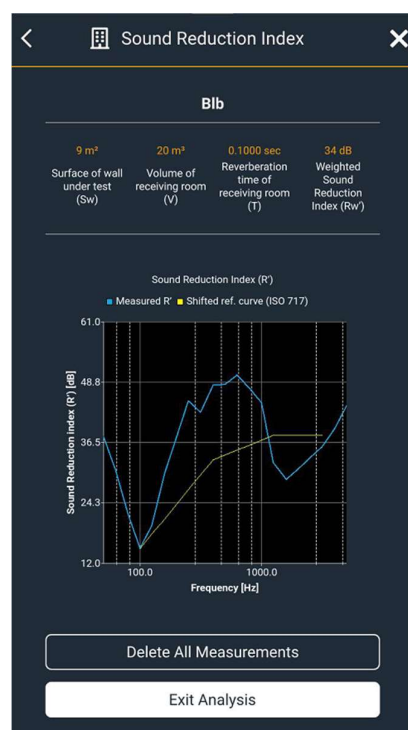 Sound Reduction Index
Blb
9 m²
20 m³
0.1000 sec
34 dB
Surface of wall
under test
(Sw)
Volume of
receiving room
(V)
Reverberation
time of
receiving room
(T)
Weighted
Sound
Reduction
Index (Rw')
Sound Reduction Index (R')
Measured R'
Shifted ref. curve (ISO 717)
Sound Reduction index (R') [dB]
61.0
48.8
36.5
24.3
12.0
100.0
1000.0
Frequency [Hz]
Delete All Measurements
Exit Analysis